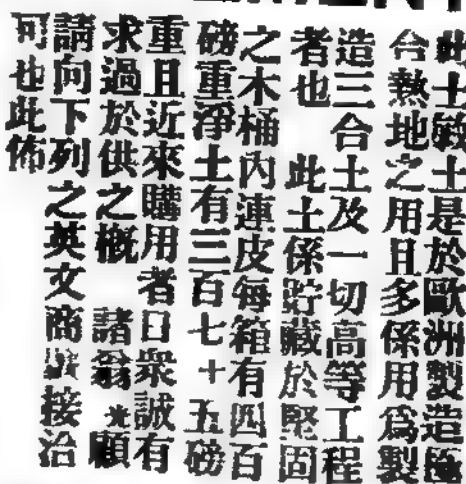 此士敏土是於歐洲製造極
合熱地之用且多係用爲製
造三合土及一切高等工程
者也 此土係貯藏於堅固
之木桶內連皮每箱有四百
磅重淨土有三百七十五磅
重且近來購用者日衆誠有
求過於供之概 諸翁光顧
請向下列之英文商號接洽
可也此佈